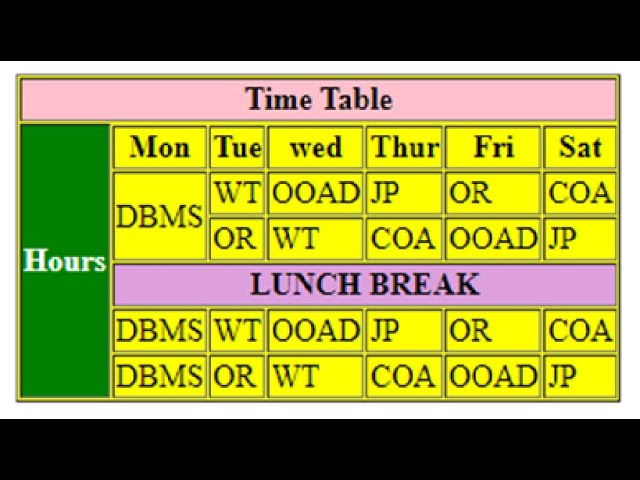 Time Table
Hours
Mon Tue wed Thur Fri Sat
DBMS WT OOAD JP OR COA
OR WT COA OOAD JP
LUNCH BREAK
DBMS WT OOAD JP OR COA
DBMS OR WT COA OOAD JP